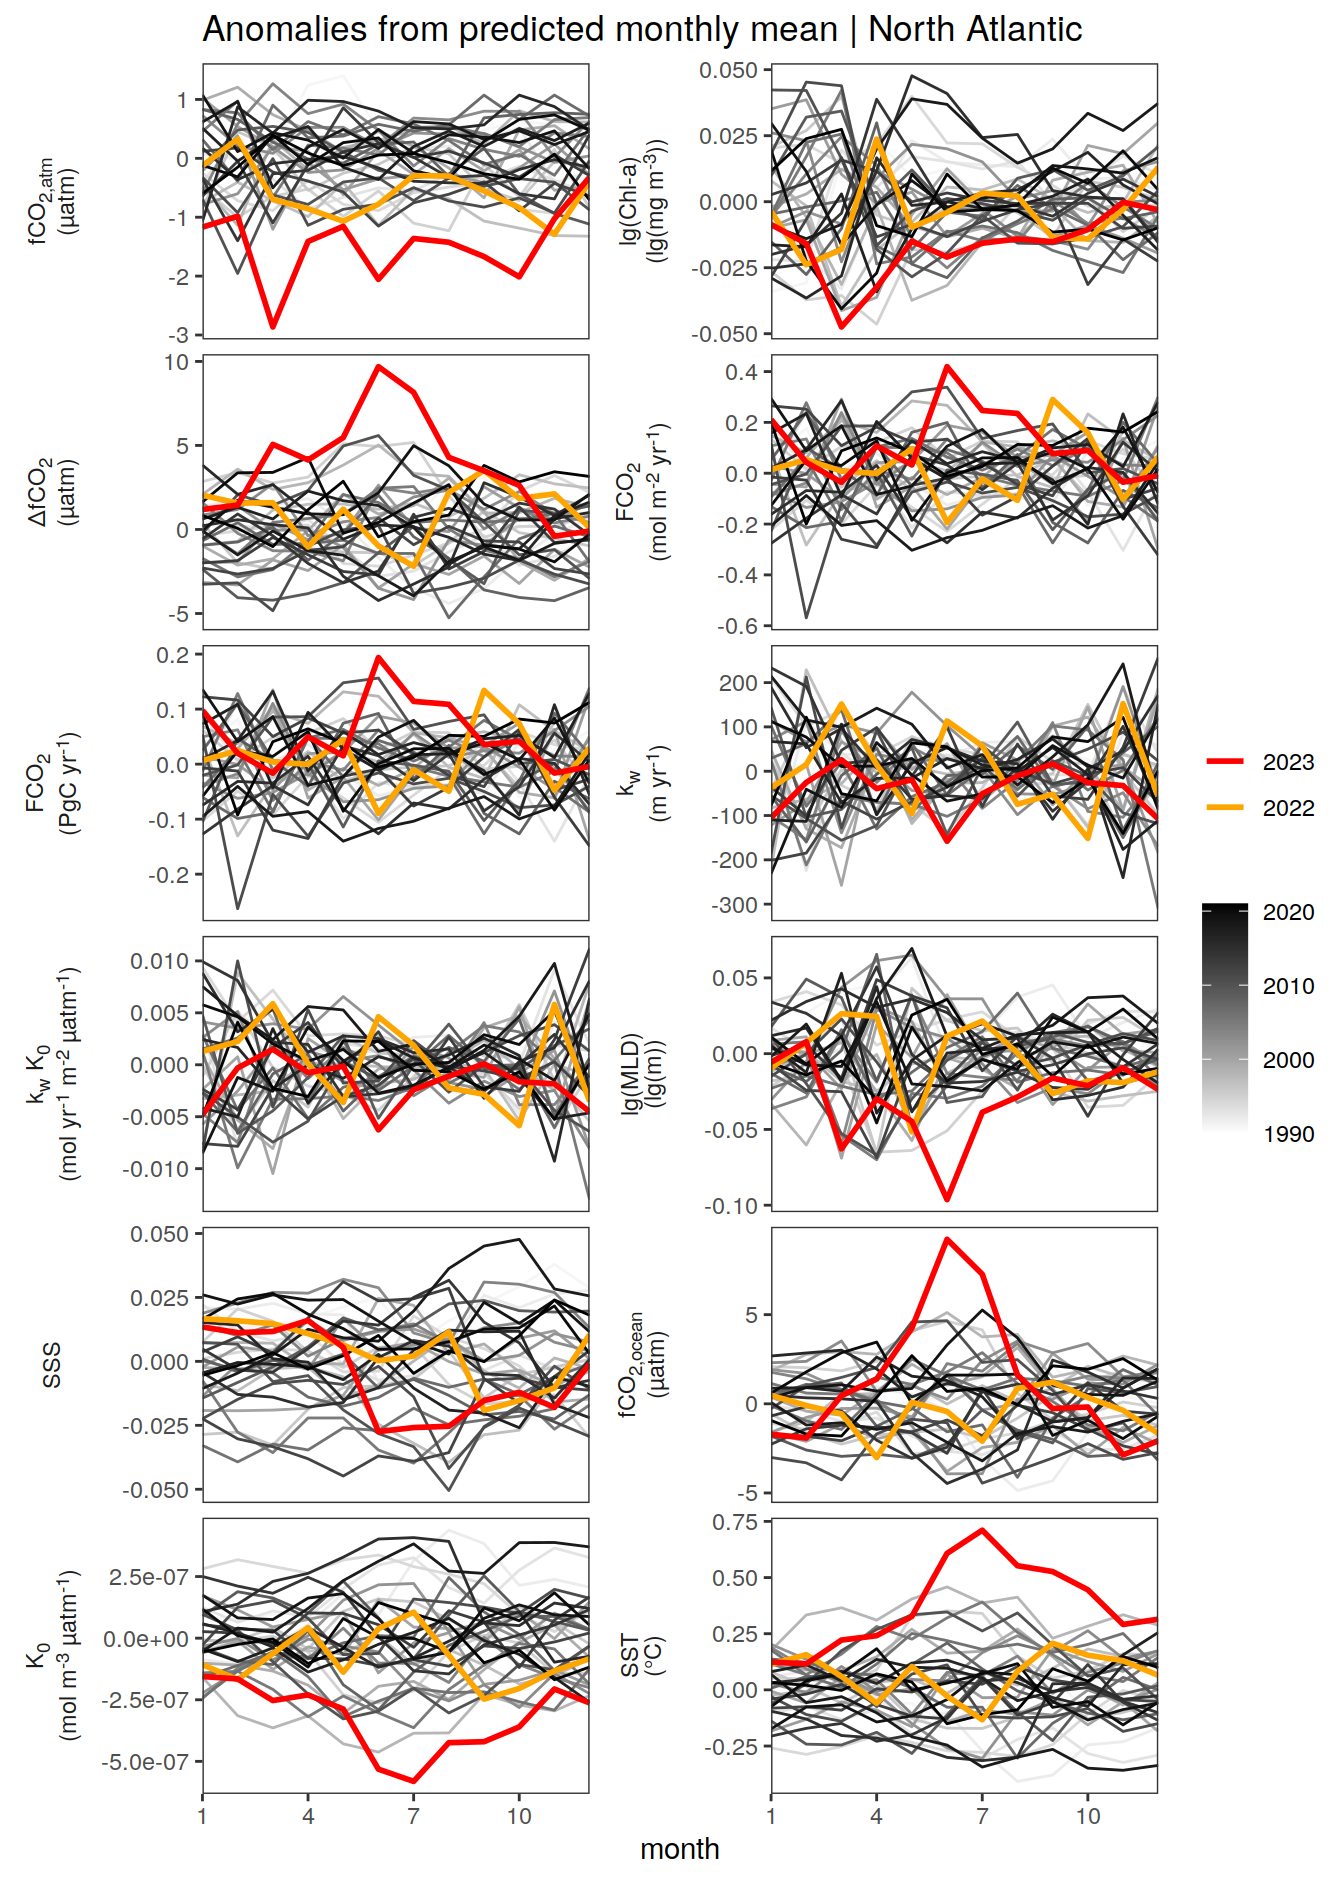 Anomalies from predicted monthly mean | North Atlantic
fCO2,atm
(µatm)
1
0
-1
-2
-3
lg(Chl-a)
(lg(mg m-3))
0.050
0.025
0.000
-0.025
-0.050
ΔfCO2
(µatm)
10
5
0
-5
FCO2
(mol m-2 yr-1)
0.4
0.2
0.0
-0.2
-0.4
-0.6
FCO2
(PgC yr-1)
0.2
0.1
0.0
-0.1
-0.2
kw
(m yr-1)
200
100
0
-100
-200
-300
kw K0
(mol yr-1 m-2 µatm-1)
0.010
0.005
0.000
-0.005
-0.010
lg(MLD)
(lg(m))
0.05
0.00
-0.05
-0.10
SSS
0.050
0.025
0.000
-0.025
-0.050
fCO2,ocean
(µatm)
5
0
-5
K0
(mol m-3 µatm-1)
2.5e-07
0.0e+00
-2.5e-07
-5.0e-07
SST
(°C)
0.75
0.50
0.25
0.00
-0.25
1 4 7 10
1 4 7 10
month
2023
2022
2020
2010
2000
1990